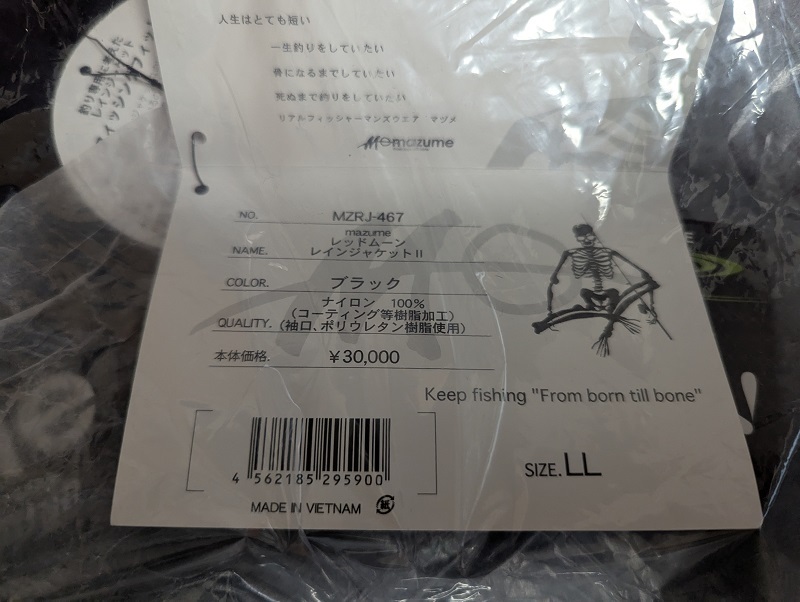 人生はとても短い
一生釣りをしていたい
骨になるまでしていたい
死ぬまで釣りをしていたい
リアルフィッシャーマンズウエア　マヅメ
mazume
NO. MZRJ-467
mazume
レッドムーン
NAME. レインジャケットⅡ
COLOR. ブラック
ナイロン　100%
(コーティング等樹脂加工)
QUALITY. (袖口、ポリウレタン樹脂使用)
本体価格. ¥30,000
Keep fishing "From born till bone"
4 562185 295900
SIZE. LL
MADE IN VIETNAM 紙